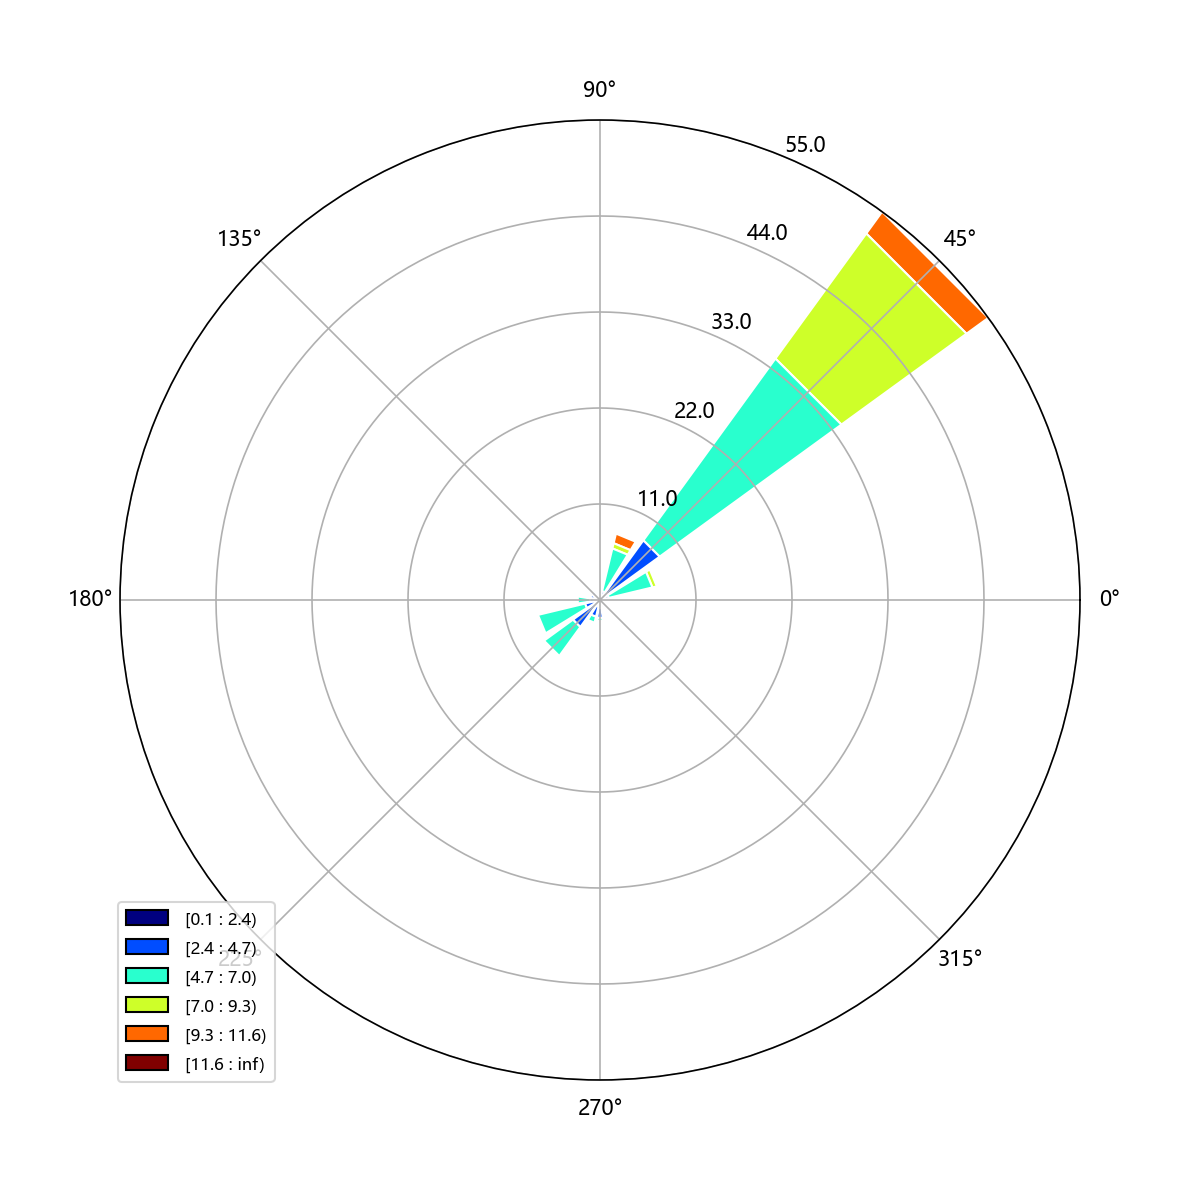 90°
55.0
44.0
135°
45°
33.0
22.0
11.0
180°
0°
[0.1 : 2.4)
[2.4 : 4.7)
225°
315°
[4.7 : 7.0)
[7.0 : 9.3)
[9.3 : 11.6)
[11.6 : inf)
270°